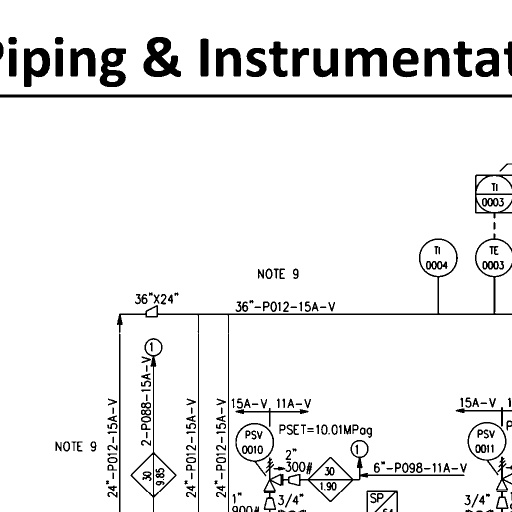 Piping & Instrumentat
TI
0003
TI
0004
TE
0003
NOTE 9
36"X24"
36"-P012-15A-V
1
15A-V 11A-V
15A-V
PSV
0010
PSET=10.01MPag
PSV
0011
1
NOTE 9
24"-P012-15A-V
2-P088-15A-V
30
9.85
24"-P012-15A-V
24"-P012-15A-V
2"
300#
30
1.90
6"-P098-11A-V
1"
900#
3/4"
SP
3/4"